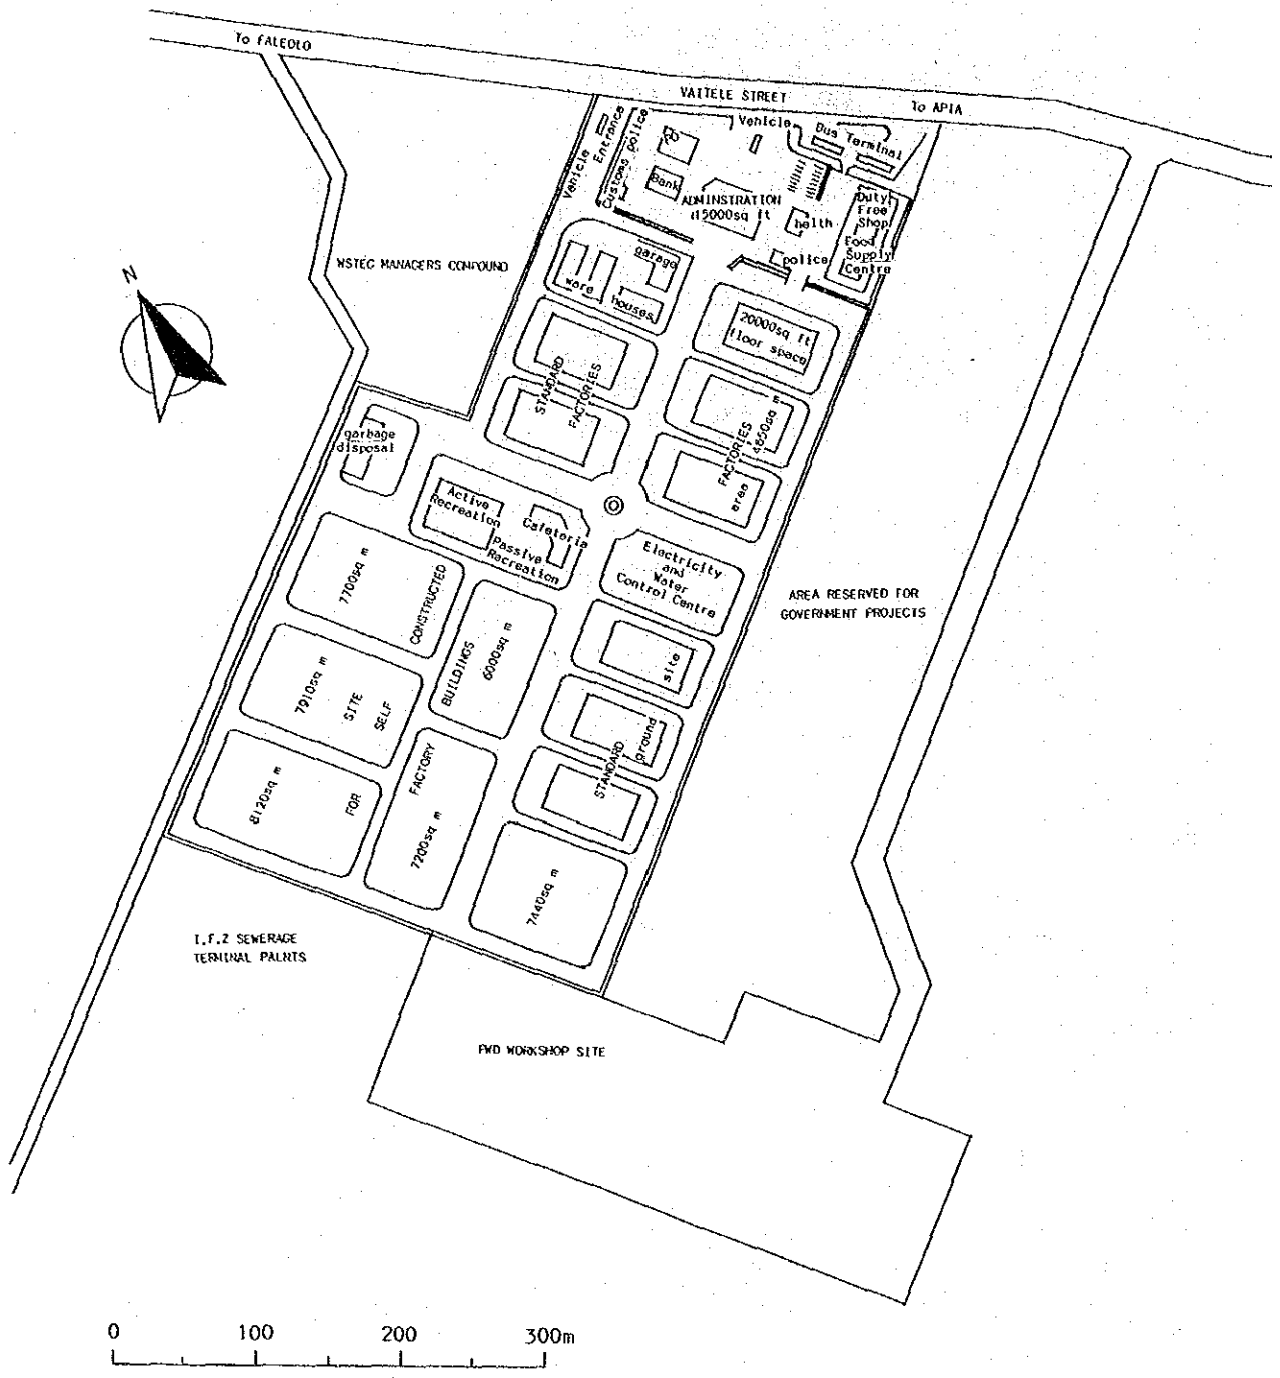 To FALEOLO
VAITELE STREET
To APIA
Vehicle
Entrance
Customs police
PO
Bank
Vehicle
Bus Terminal
ADMINSTRATION
15000sq ft
helth
police
Duty
Free
Shop
Food
Supply
Centre
N
WSTEC MANAGERS COMPOUND
garage
ware
houses
20000sq ft
floor space
STANDARD
FACTORIES
FACTORIES
4650sq m
area
garbage
disposal
Active
Recreation
Cafeteria
Passive
Recreation
Electricity
and
Water
Control Centre
AREA RESERVED FOR
GOVERNMENT PROJECTS
7700sq m
CONSTRUCTED
BUILDINGS
6000sq m
site
7910sq m
SITE
SELF
ground
STANDARD
8120sq m
FOR
FACTORY
7200sq m
7440sq m
I.F.Z SEWERAGE
TERMINAL PALNTS
PWD WORKSHOP SITE
0 100 200 300m